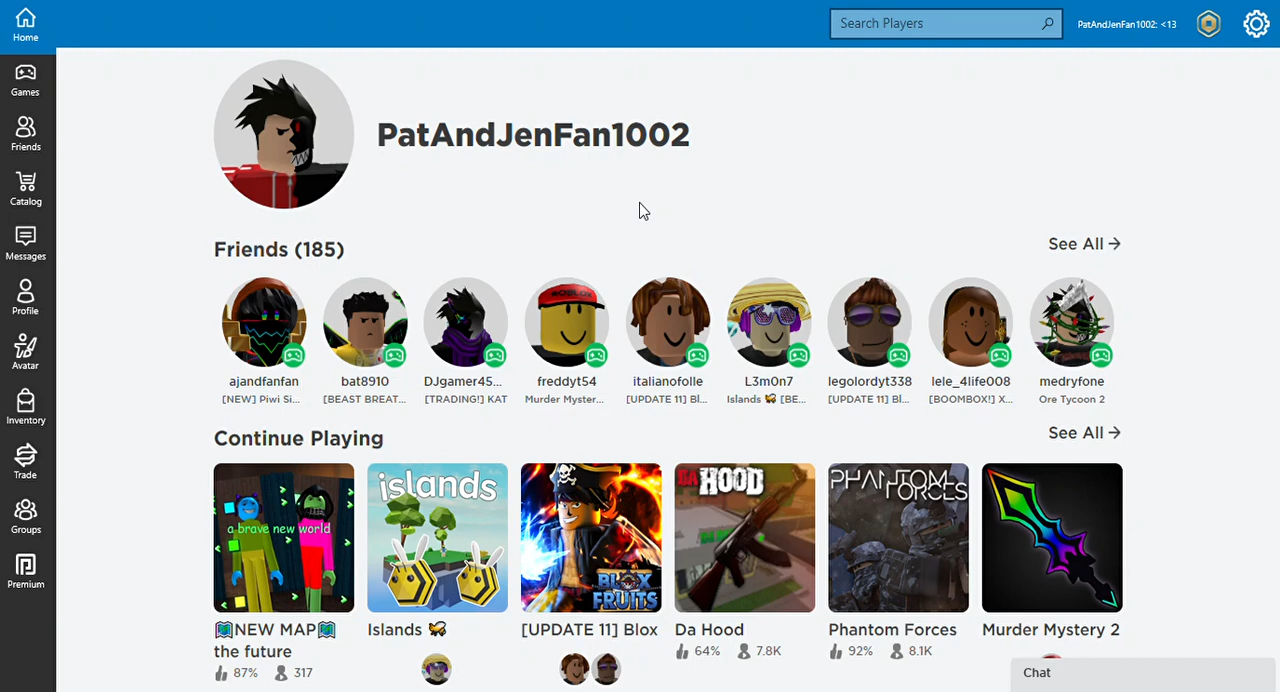 Home
Search Players
PatAndJenFan1002: <13
Games
Friends
Catalog
Messages
Profile
Avatar
Inventory
Trade
Groups
Premium
PatAndJenFan1002
Friends (185)
See All
ajandfanfan
[NEW] Piwi Si...
bat8910
[BEAST BREAT...
DJgamer45...
[TRADING!] KAT
freddyt54
ROBLOX
Murder Myster...
italianofolle
[UPDATE 11] Bl...
L3m0n7
Islands [BE...
legolordyt338
[UPDATE 11] Bl...
lele_4life008
[BOOMBOX!] X...
medryfone
Ore Tycoon 2
Continue Playing
See All
a brave new world
NEW MAP
the future
87% 317
islands
Islands
BLOX
FRUITS
[UPDATE 11] Blox
DA HOOD
Da Hood
64% 7.8K
PHANTOM
FORCES
Phantom Forces
92% 8.1K
Murder Mystery 2
Chat